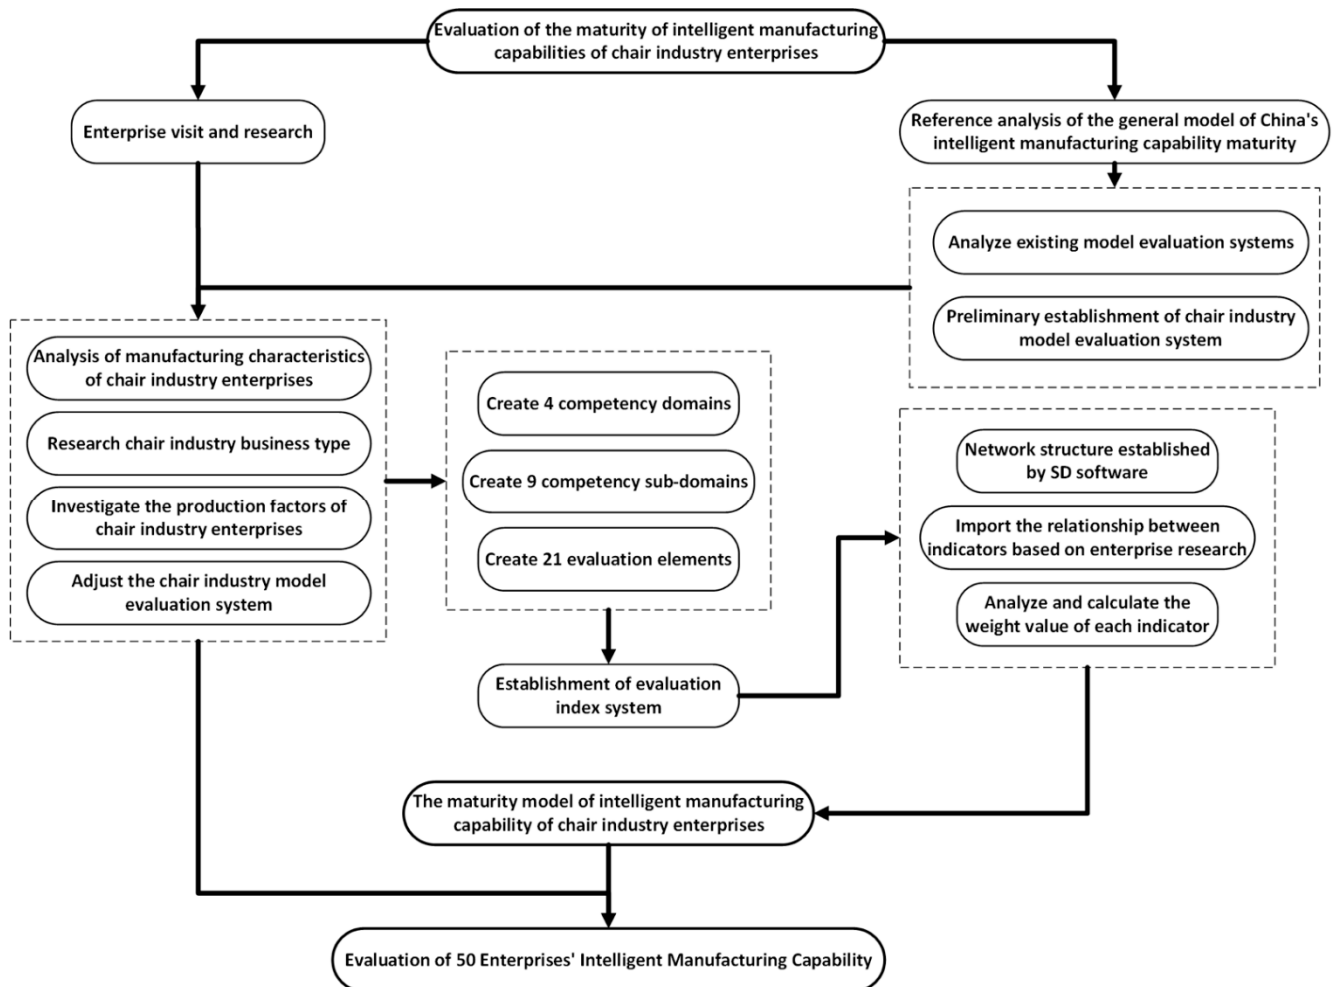 Evaluation of the maturity of intelligent manufacturing
capabilities of chair industry enterprises
Enterprise visit and research
Reference analysis of the general model of China's
intelligent manufacturing capability maturity
Analyze existing model evaluation systems
Preliminary establishment of chair industry
model evaluation system
Analysis of manufacturing characteristics
of chair industry enterprises
Research chair industry business type
Investigate the production factors of
chair industry enterprises
Adjust the chair industry model
evaluation system
Create 4 competency domains
Create 9 competency sub-domains
Create 21 evaluation elements
Establishment of evaluation
index system
Network structure established
by SD software
Import the relationship between
indicators based on enterprise research
Analyze and calculate the
weight value of each indicator
The maturity model of intelligent manufacturing
capability of chair industry enterprises
Evaluation of 50 Enterprises' Intelligent Manufacturing Capability